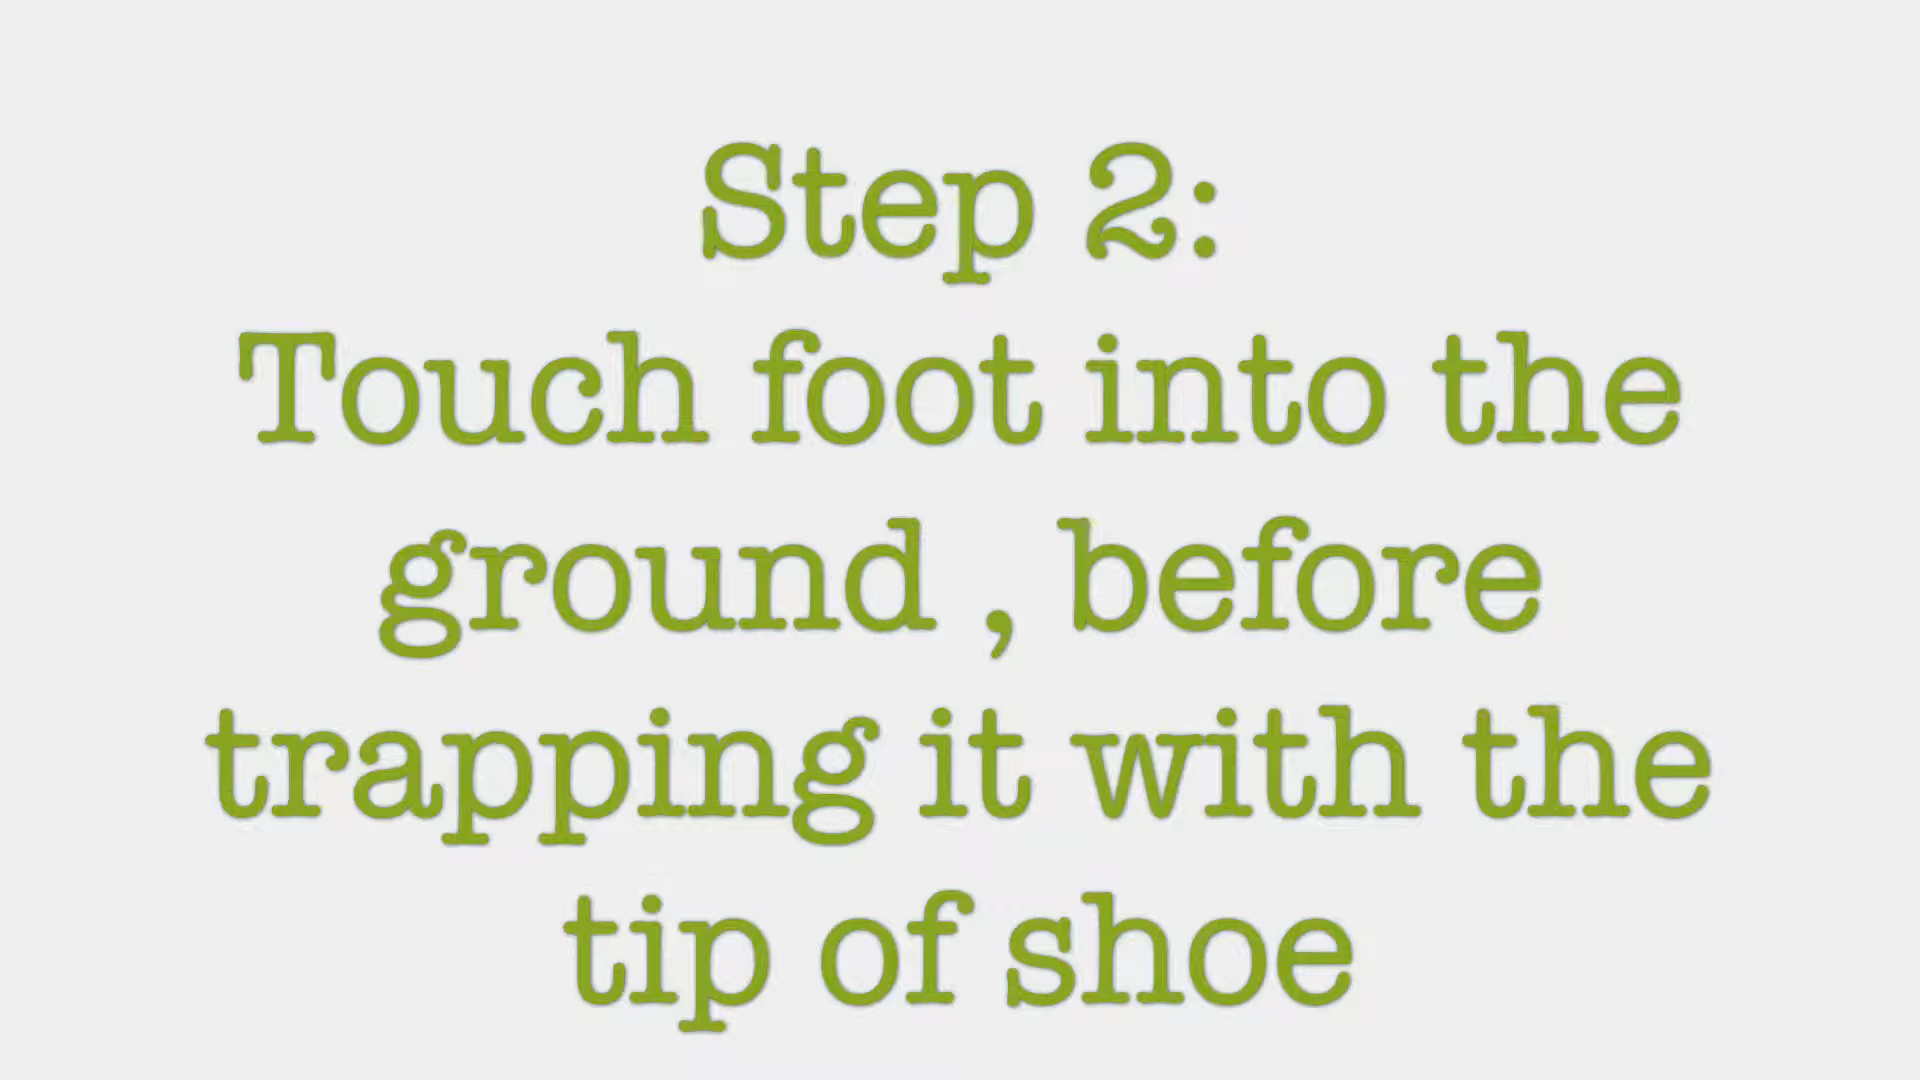 Step 2:
Touch foot into the
ground , before
trapping it with the
tip of shoe